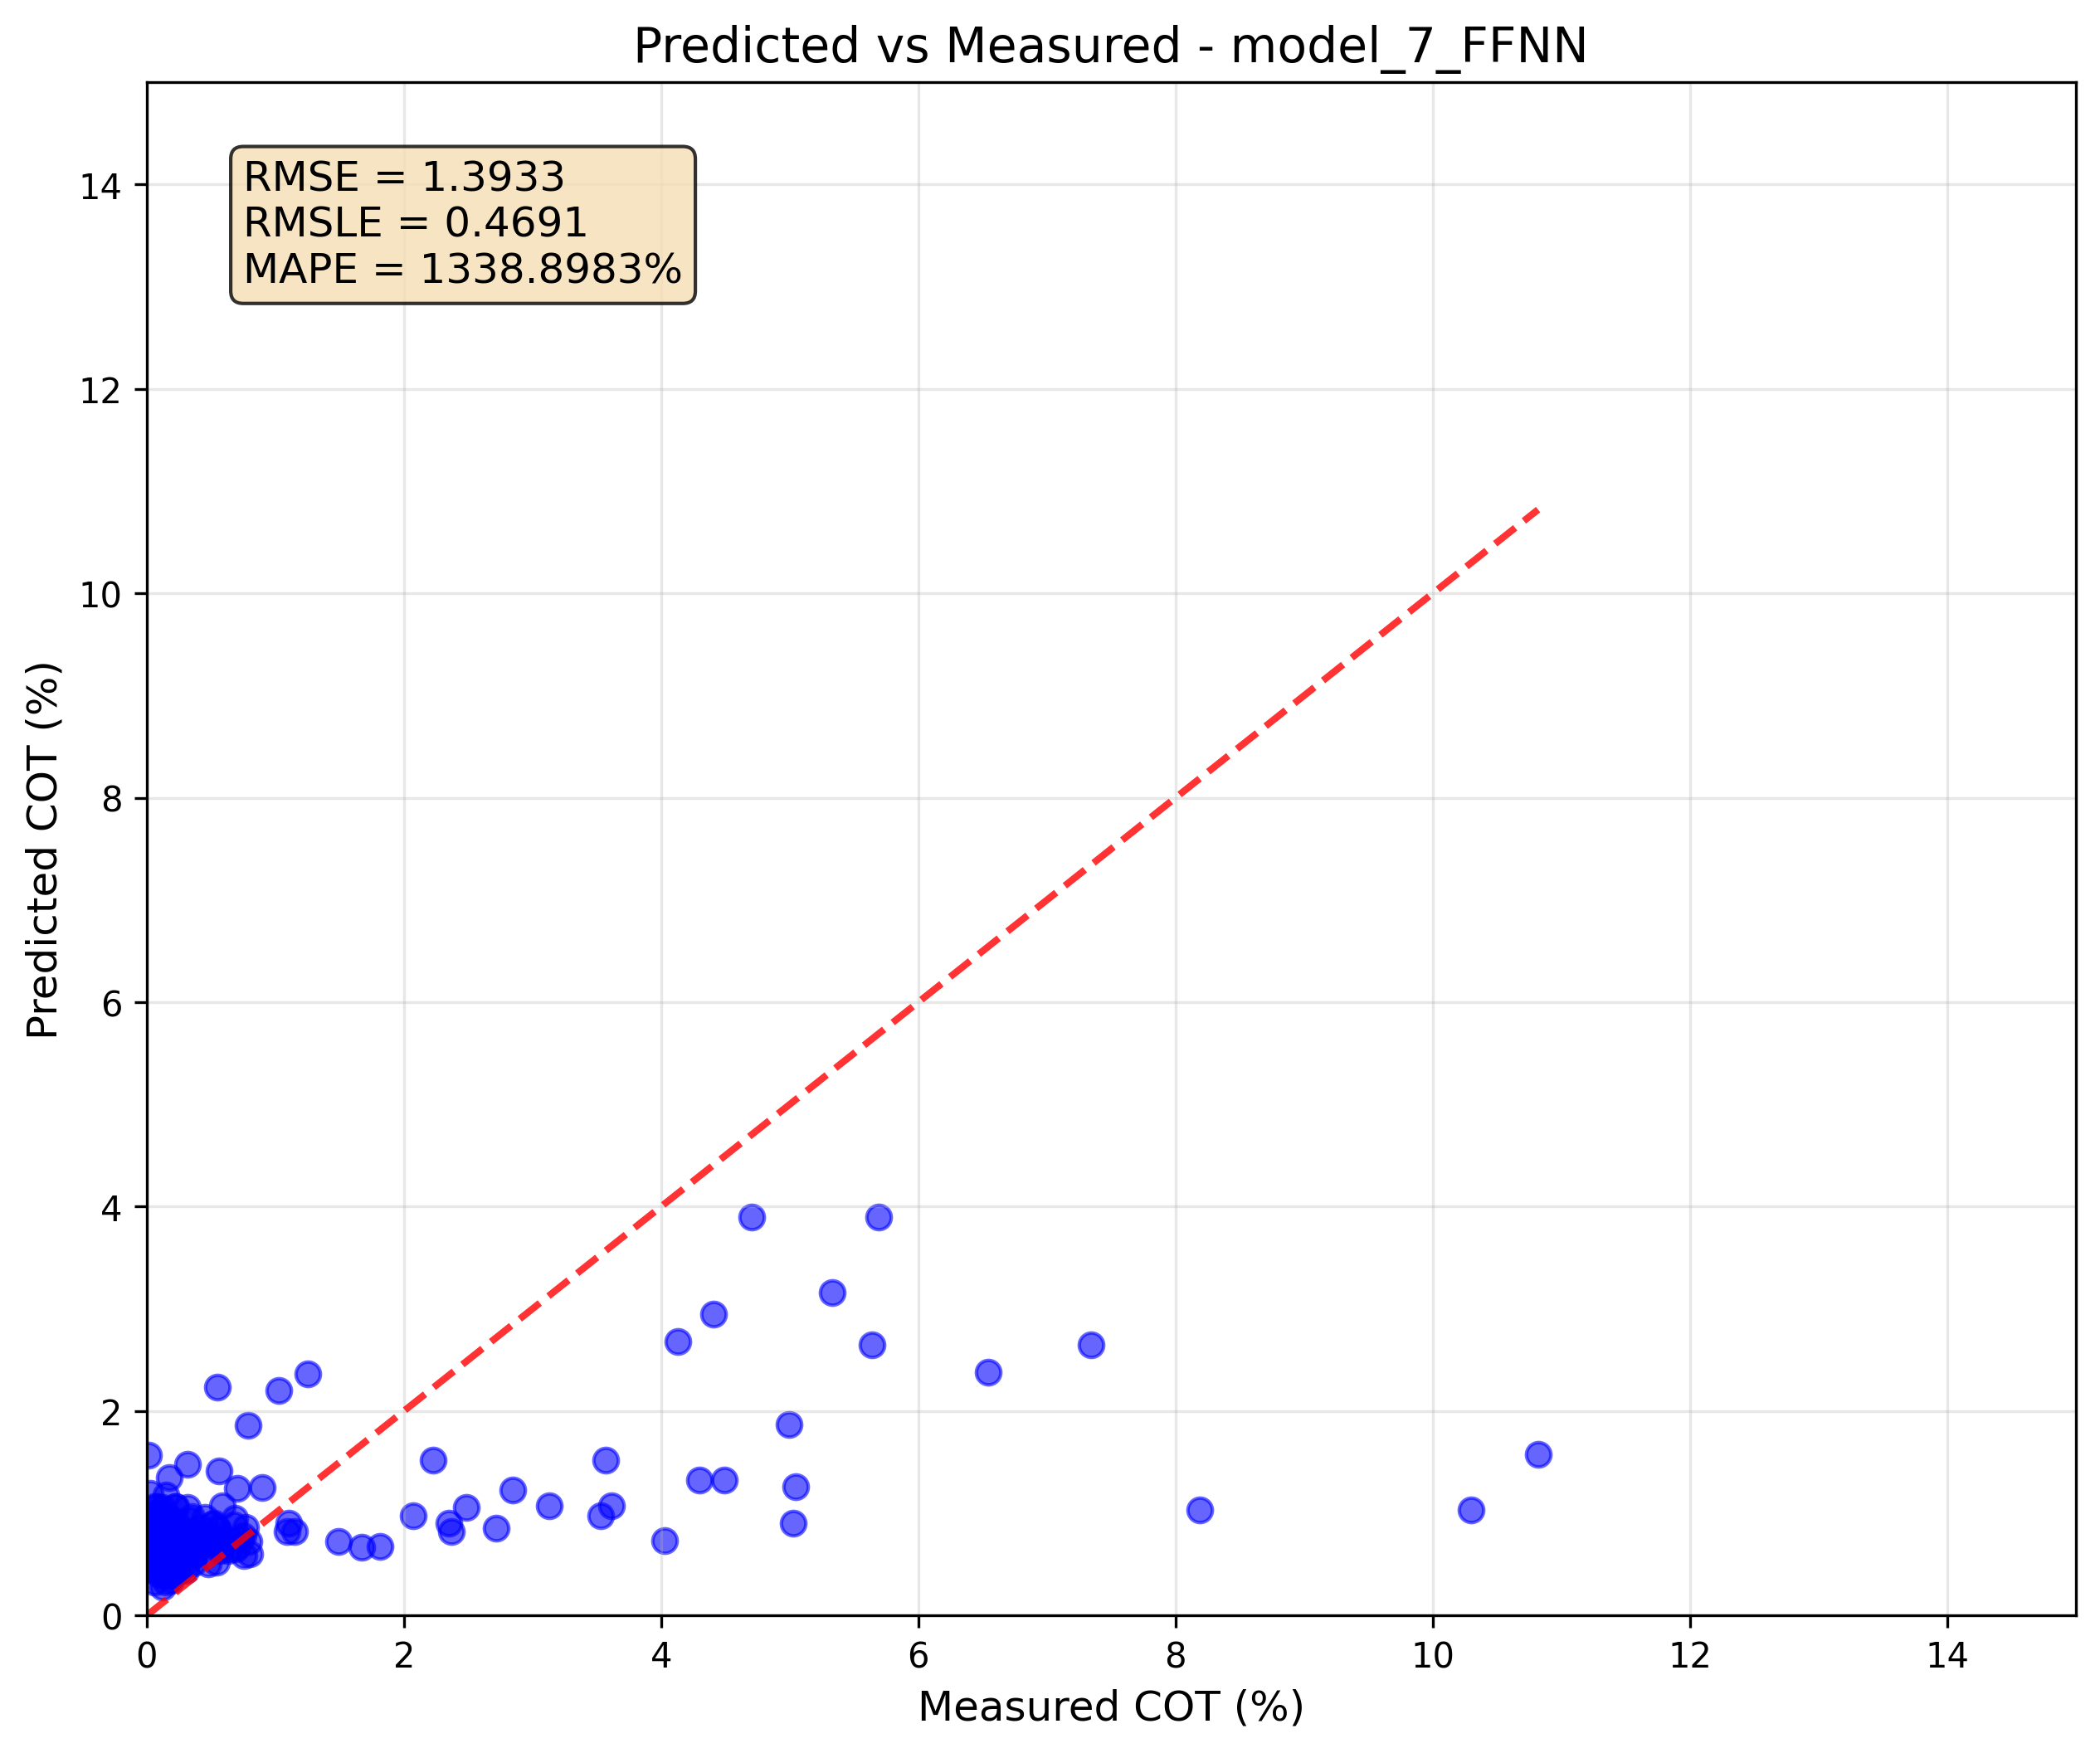 Predicted vs Measured - model_7_FFNN
RMSE = 1.3933
RMSLE = 0.4691
MAPE = 1338.8983%
Predicted COT (%)
14
12
10
8
6
4
2
0
0 2 4 6 8 10 12 14
Measured COT (%)